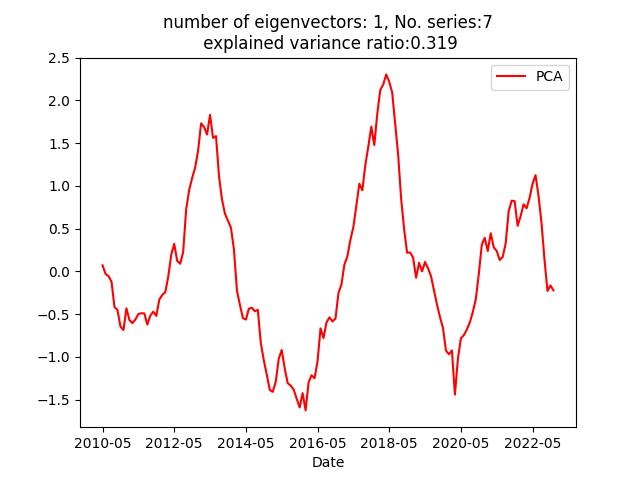 number of eigenvectors: 1, No. series:7
explained variance ratio:0.319
PCA
2.5
2.0
1.5
1.0
0.5
0.0
−0.5
−1.0
−1.5
2010-05 2012-05 2014-05 2016-05 2018-05 2020-05 2022-05
Date